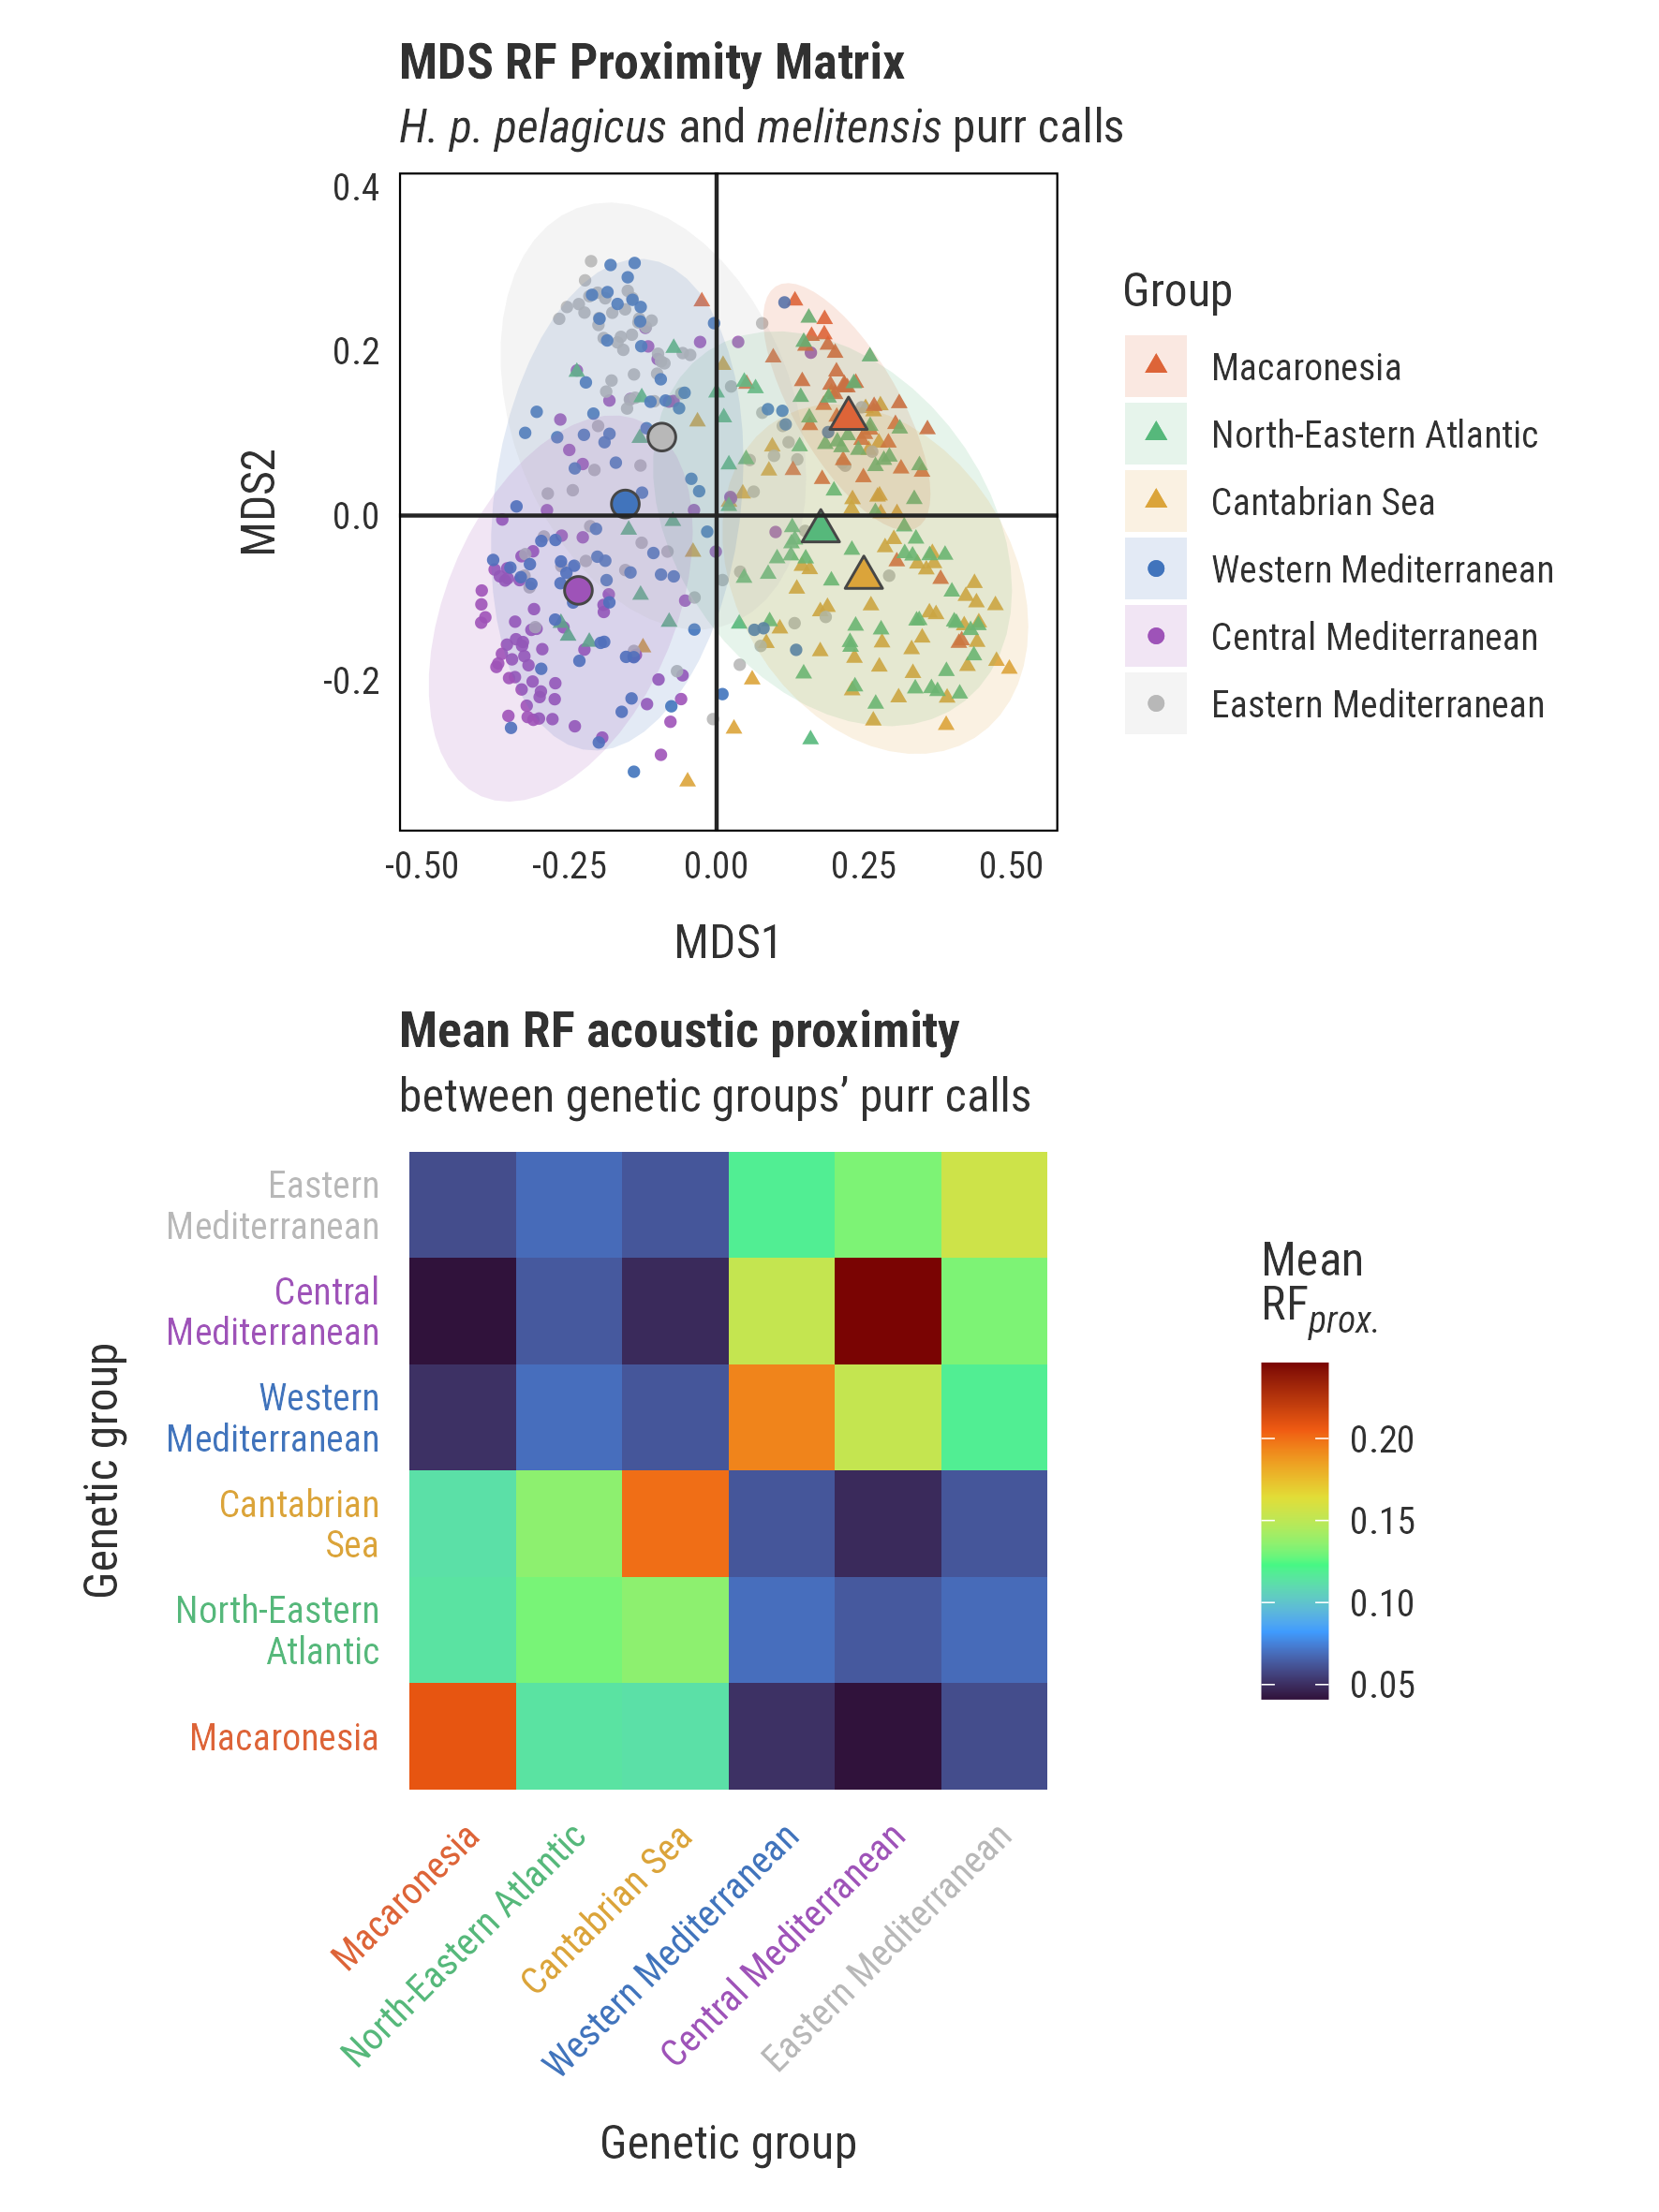 MDS RF Proximity Matrix
H. p. pelagicus and melitensis purr calls
0.4
0.2
0.0
-0.2
MDS2
-0.50
-0.25
0.00
0.25
0.50
MDS1
Group
Macaronesia
North-Eastern Atlantic
Cantabrian Sea
Western Mediterranean
Central Mediterranean
Eastern Mediterranean
Mean RF acoustic proximity
between genetic groups’ purr calls
Eastern
Mediterranean
Central
Mediterranean
Western
Mediterranean
Cantabrian
Sea
North-Eastern
Atlantic
Macaronesia
Genetic group
Macaronesia
North-Eastern Atlantic
Cantabrian Sea
Western Mediterranean
Central Mediterranean
Eastern Mediterranean
Genetic group
Mean
RFprox.
0.20
0.15
0.10
0.05